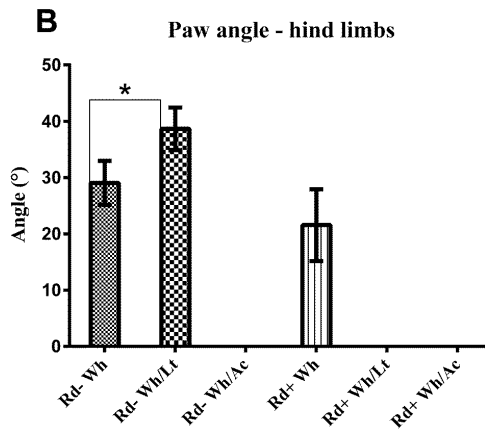 B
Paw angle - hind limbs
50
40
30
20
10
0
Angle (°)
*
Rd- Wh
Rd- Wh/Lt
Rd- Wh/Ac
Rd+ Wh
Rd+ Wh/Lt
Rd+ Wh/Ac